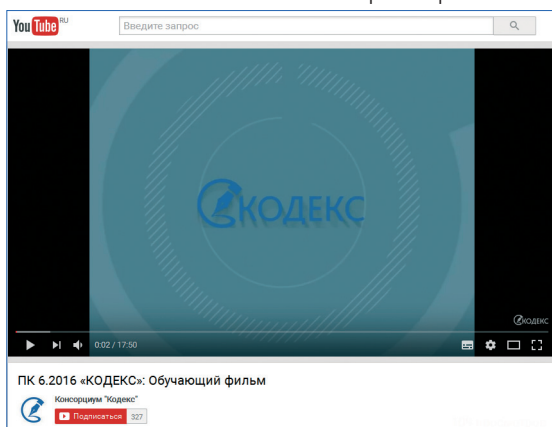 You Tube RU
Введите запрос
КОДЕКС
КОДЕКС
0:02 / 17:50
ПК 6.2016 «КОДЕКС»: Обучающий фильм
Консорциум "Кодекс"
Подписаться 327